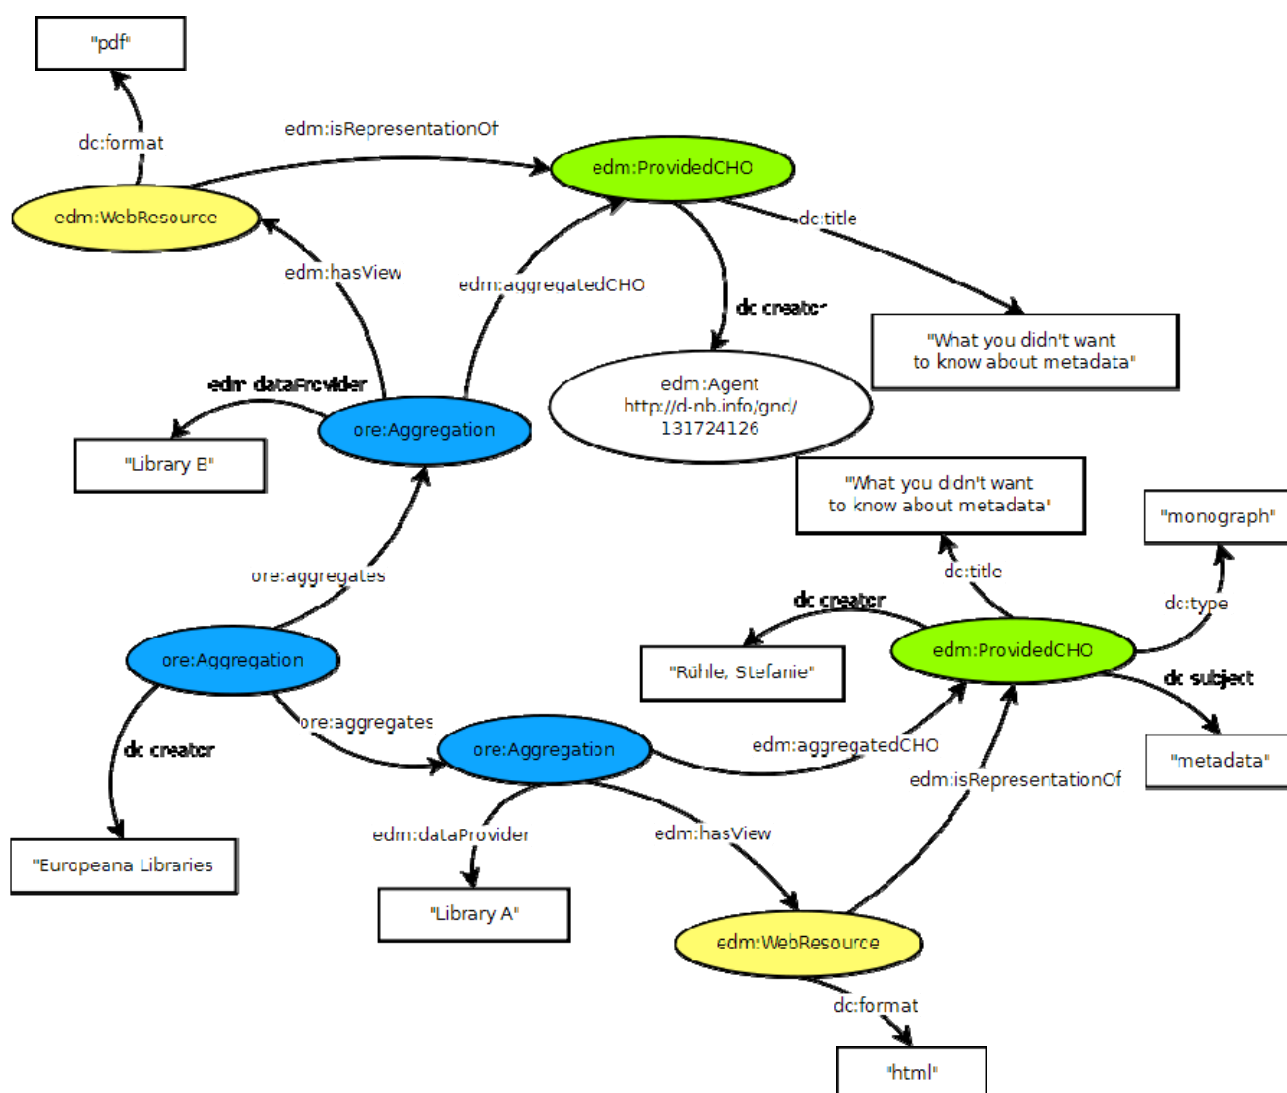 "pdf"
dc:format
edm:isRepresentationOf
edm:ProvidedCHO
edm:WebResource
dc:title
edm:hasView
edm:aggregatedCHO
dc creator
"What you didn't want
to know about metadata"
edm dataProvider
edm:Agent
http://d-nb.info/gnd/
131724126
ore:Aggregation
"Library B"
"What you didn't want
to know about metadata"
"monograph"
ore:aggregates
dc:title
dc creator
dc:type
ore:Aggregation
edm:ProvidedCHO
"Rühle, Stefanie"
dc subject
ore:aggregates
dc creator
ore:Aggregation
edm:aggregatedCHO
"metadata"
edm:isRepresentationOf
edm:dataProvider
edm:hasView
"Europeana Libraries
"Library A"
edm:WebResource
dc:format
"html"